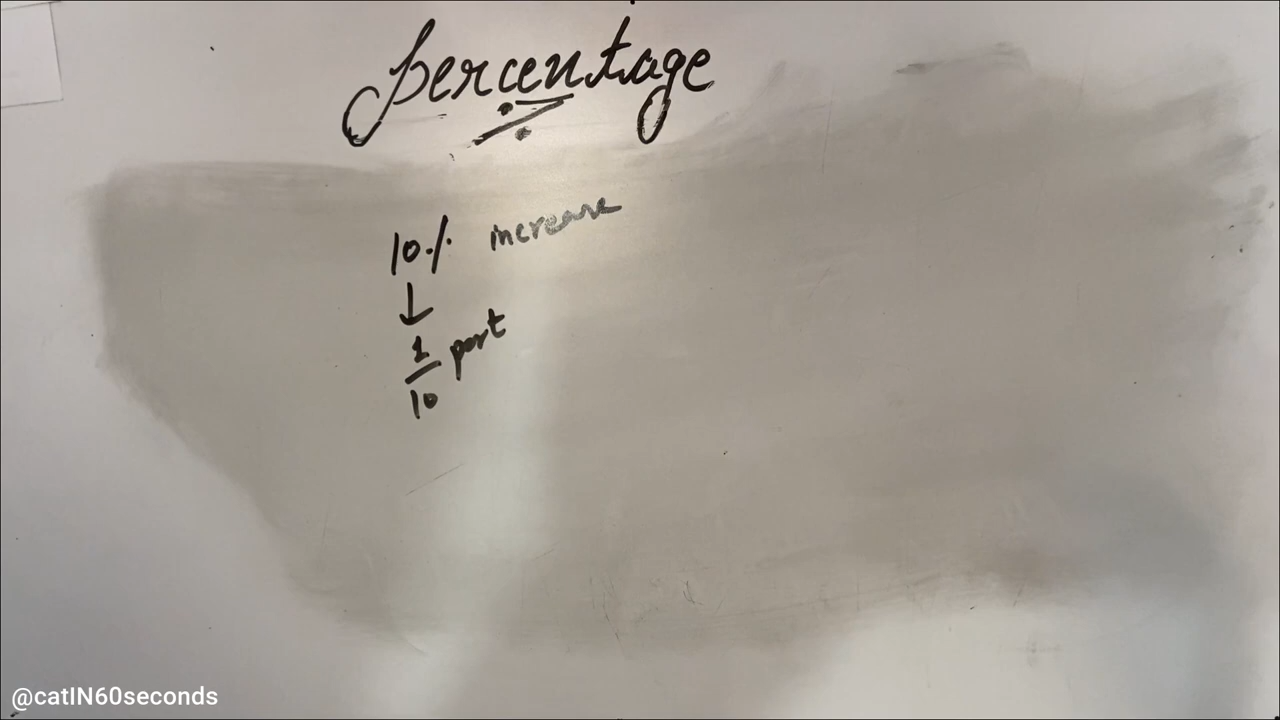 percentage
10% increase
↓
1/10 part
@catIN60seconds